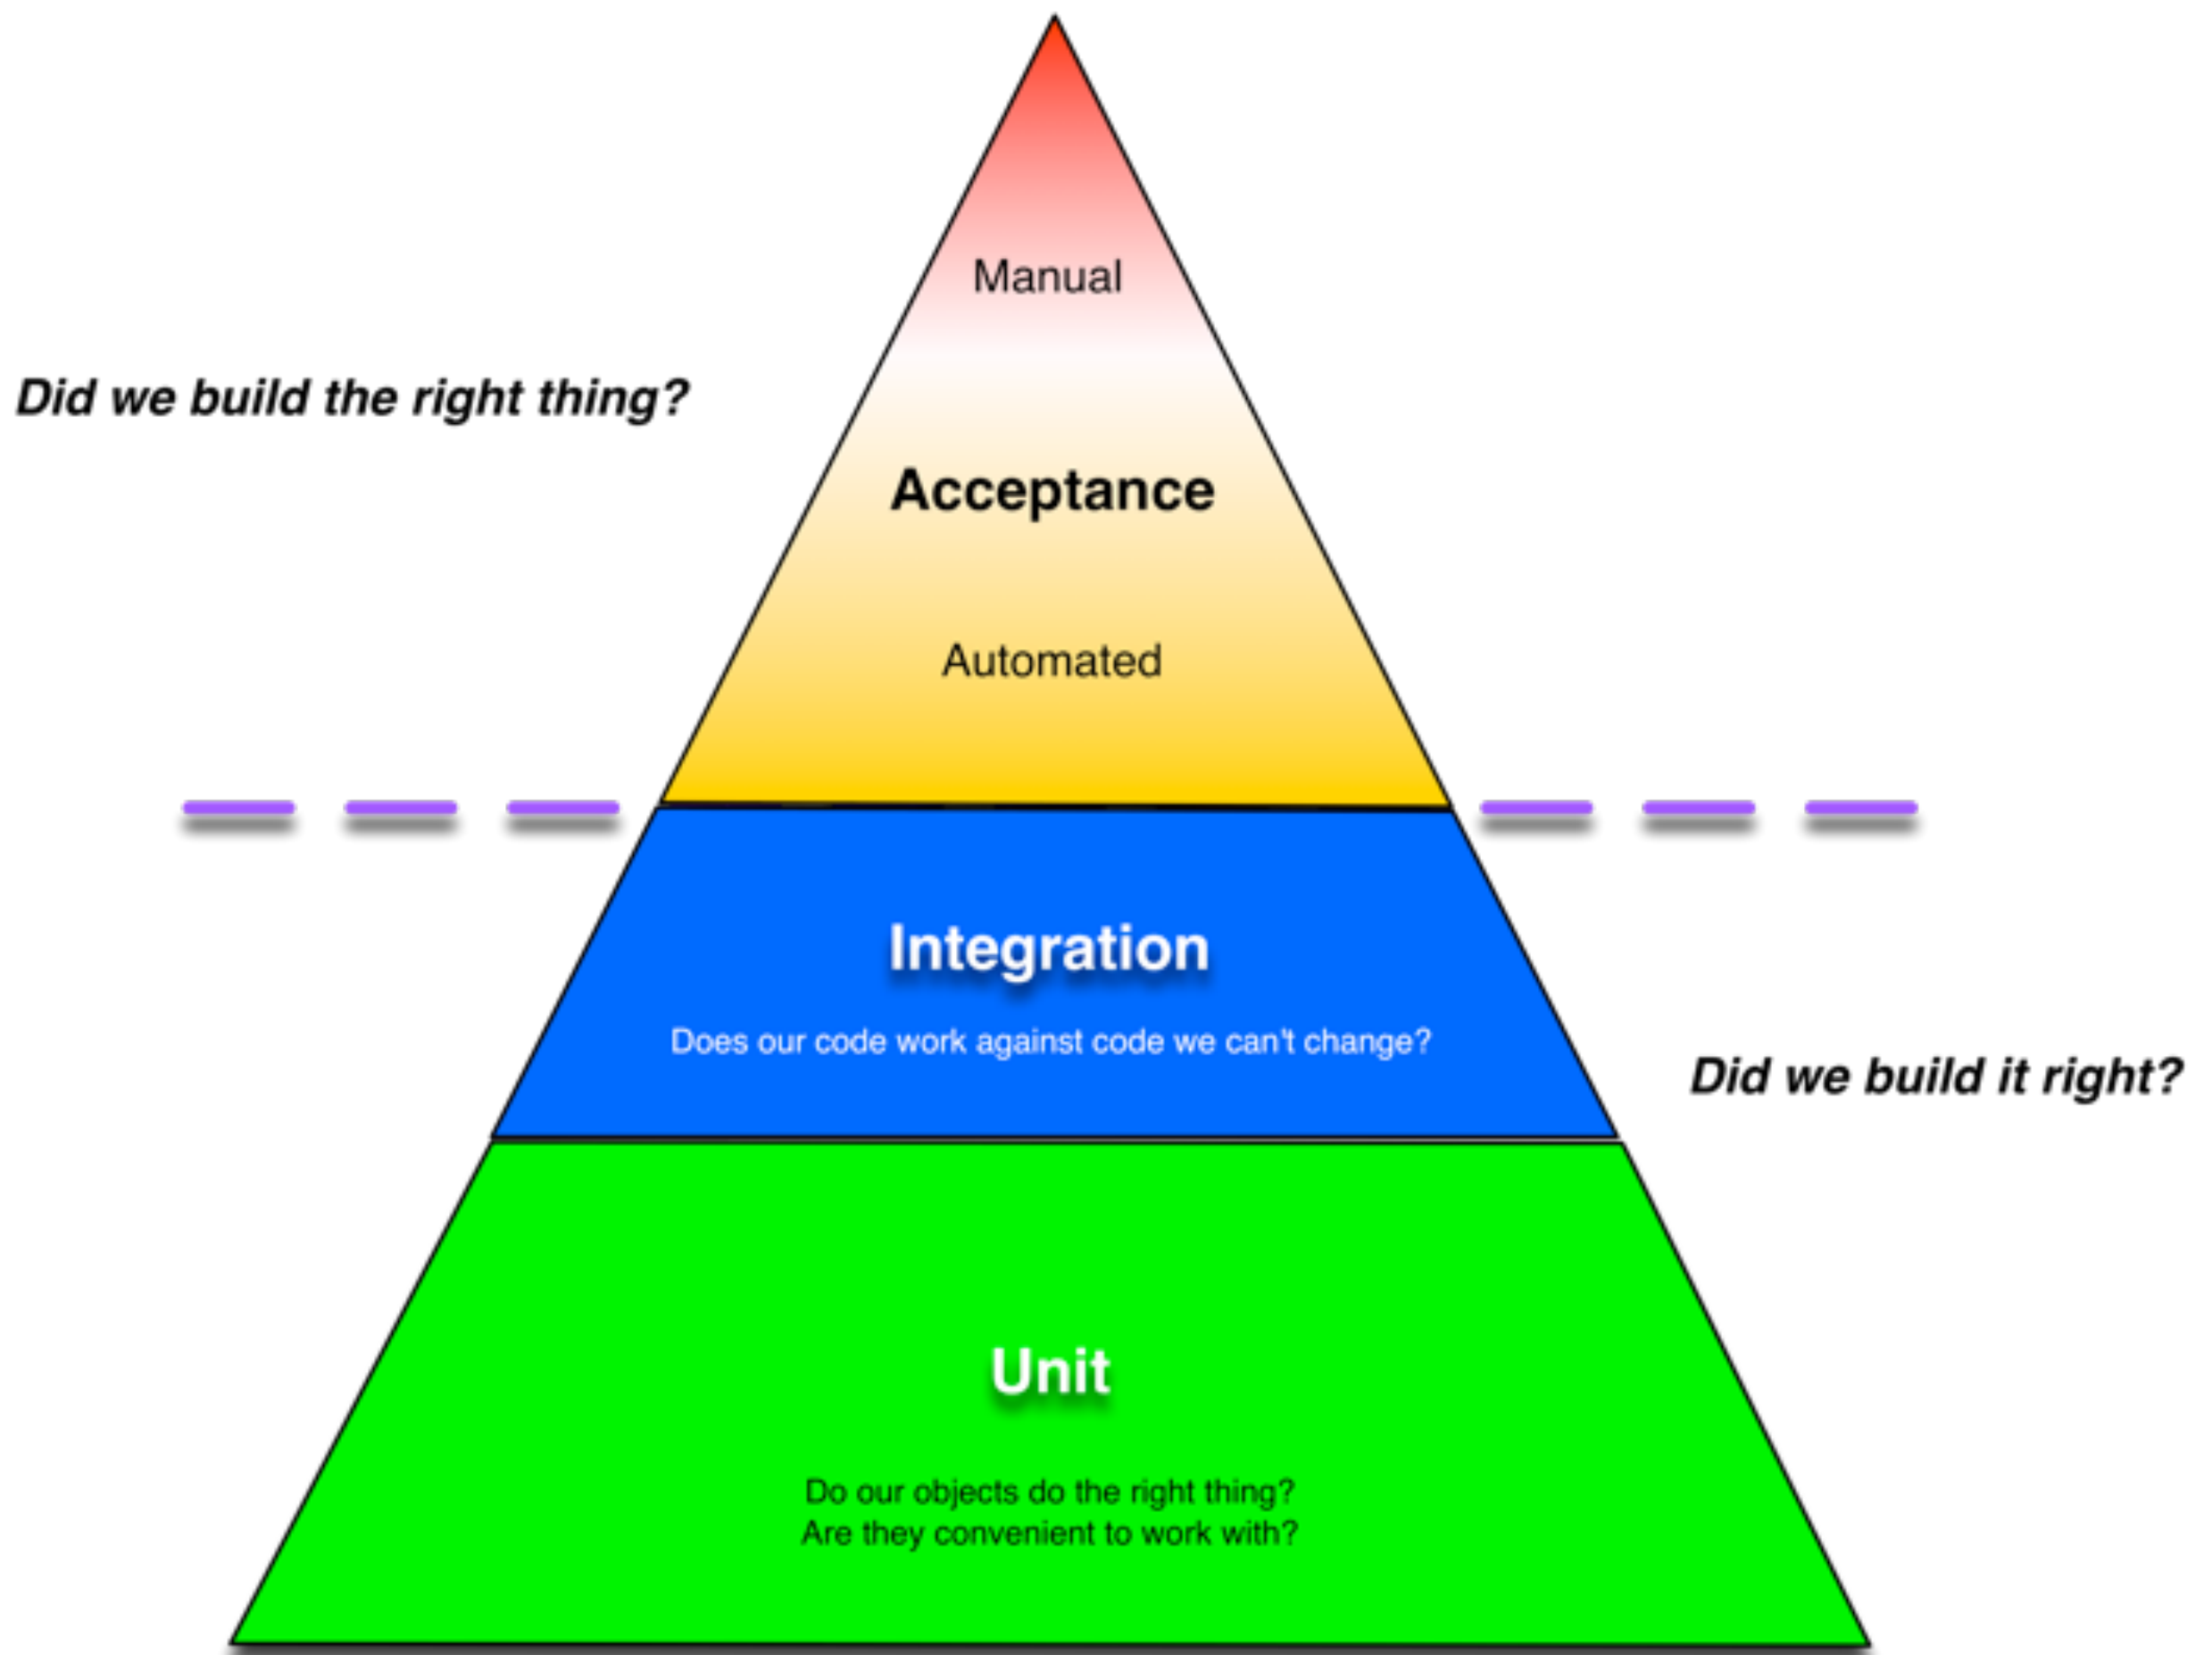 Manual
Did we build the right thing?
Acceptance
Automated
Integration
Does our code work against code we can't change?
Did we build it right?
Unit
Do our objects do the right thing?
Are they convenient to work with?